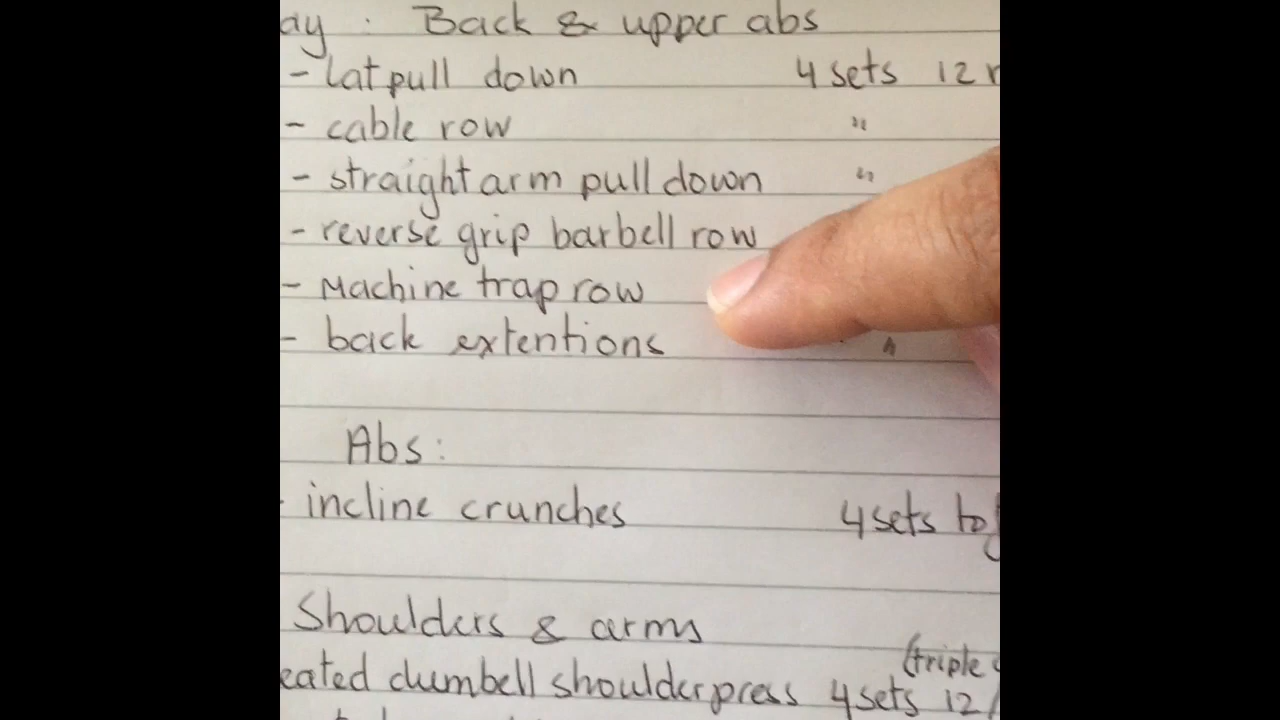 ay : Back & upper abs
- Lat pull down 4 sets 12 r
- cable row "
- straight arm pull down "
- reverse grip barbell row
- Machine trap row
- back extentions "
Abs:
- incline crunches 4 sets to
Shoulders & arms
(triple
eated dumbell shoulder press 4 sets 12